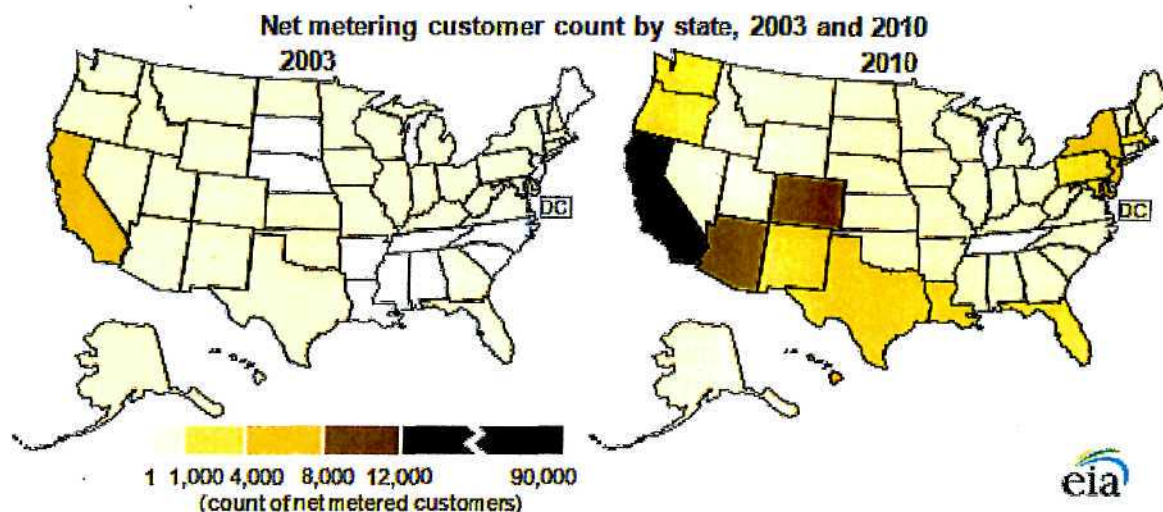 Net metering customer count by state, 2003 and 2010
2003
2010
DC
DC
1 1,000 4,000 8,000 12,000 90,000
(count of net metered customers)
eia